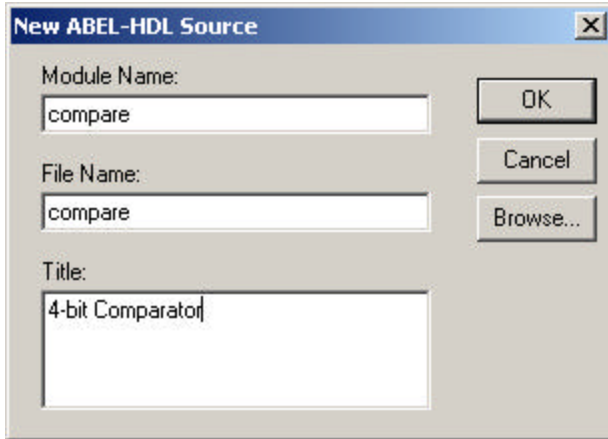 New ABEL-HDL Source
Module Name:
compare
OK
Cancel
File Name:
compare
Browse...
Title:
4-bit Comparator